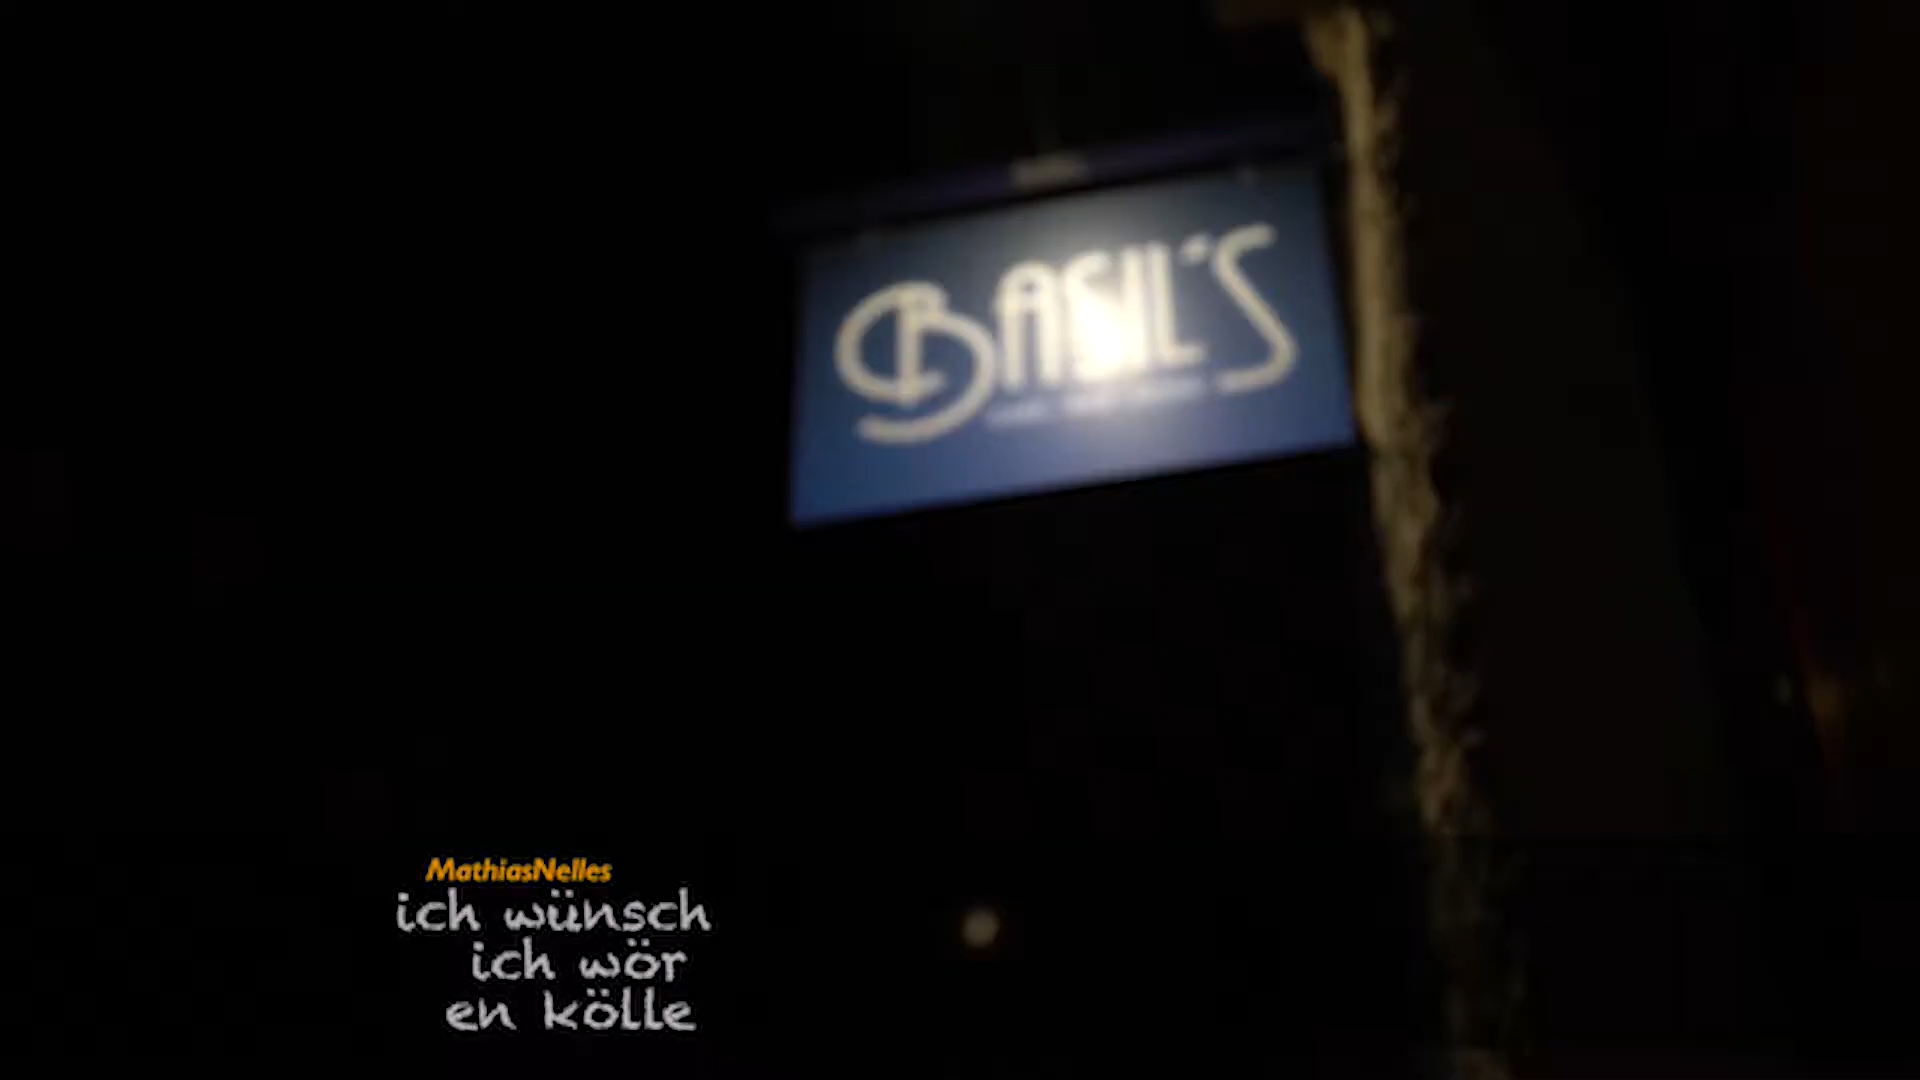 BASIL'S
MathiasNelles
ich wünsch
ich wör
en kölle